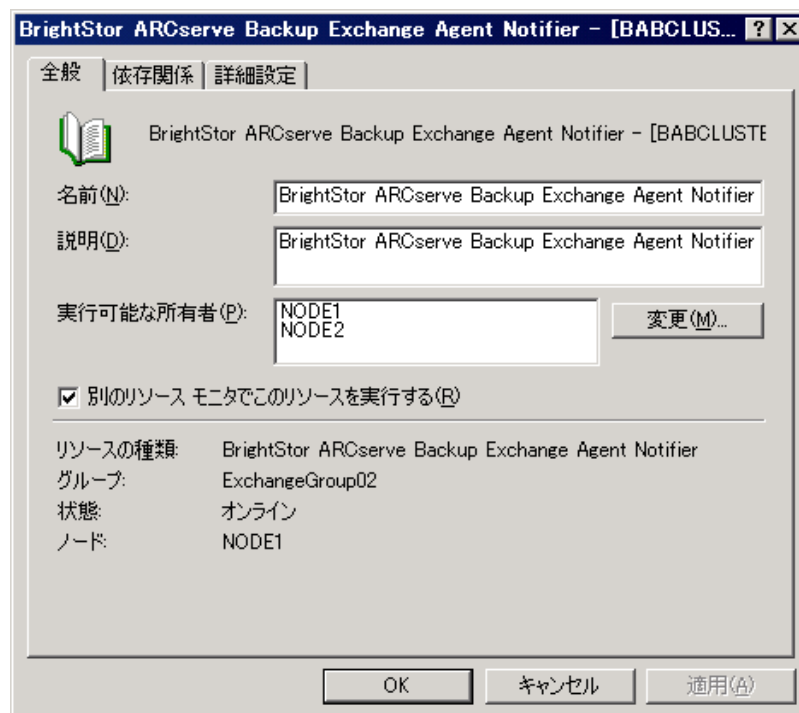 BrightStor ARCserve Backup Exchange Agent Notifier - [BABCLUS... ? ×
全般 依存関係 詳細設定
BrightStor ARCserve Backup Exchange Agent Notifier - [BABCLUSTE
名前(N): BrightStor ARCserve Backup Exchange Agent Notifier
説明(D): BrightStor ARCserve Backup Exchange Agent Notifier
実行可能な所有者(P): NODE1
NODE2
変更(M)...
別のリソース モニタでこのリソースを実行する(R)
リソースの種類: BrightStor ARCserve Backup Exchange Agent Notifier
グループ: ExchangeGroup02
状態: オンライン
ノード: NODE1
OK キャンセル 適用(A)